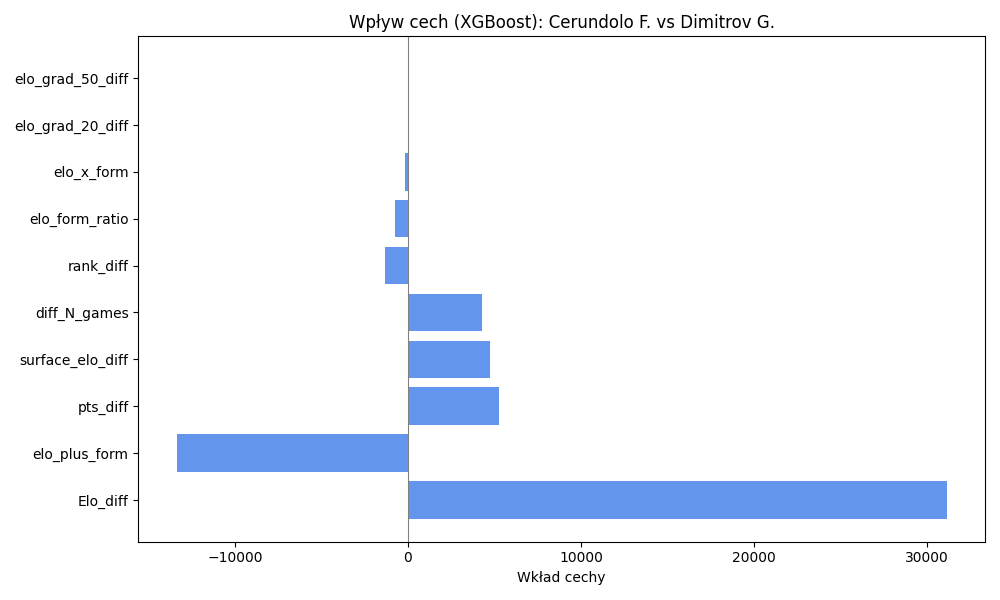 Wpływ cech (XGBoost): Cerundolo F. vs Dimitrov G.
elo_grad_50_diff
elo_grad_20_diff
elo_x_form
elo_form_ratio
rank_diff
diff_N_games
surface_elo_diff
pts_diff
elo_plus_form
Elo_diff
−10000 0 10000 20000 30000
Wkład cechy